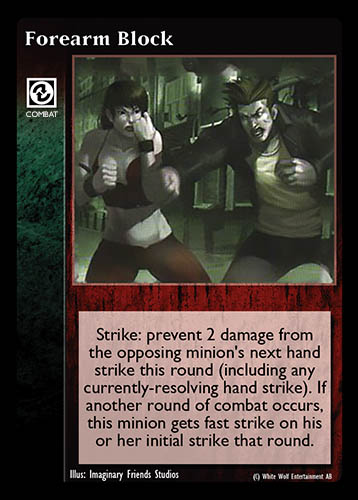 Forearm Block
COMBAT
Strike: prevent 2 damage from
the opposing minion's next hand
strike this round (including any
currently-resolving hand strike). If
another round of combat occurs,
this minion gets fast strike on his
or her initial strike that round.
Illus: Imaginary Friends Studios
(C) White Wolf Entertainment AB